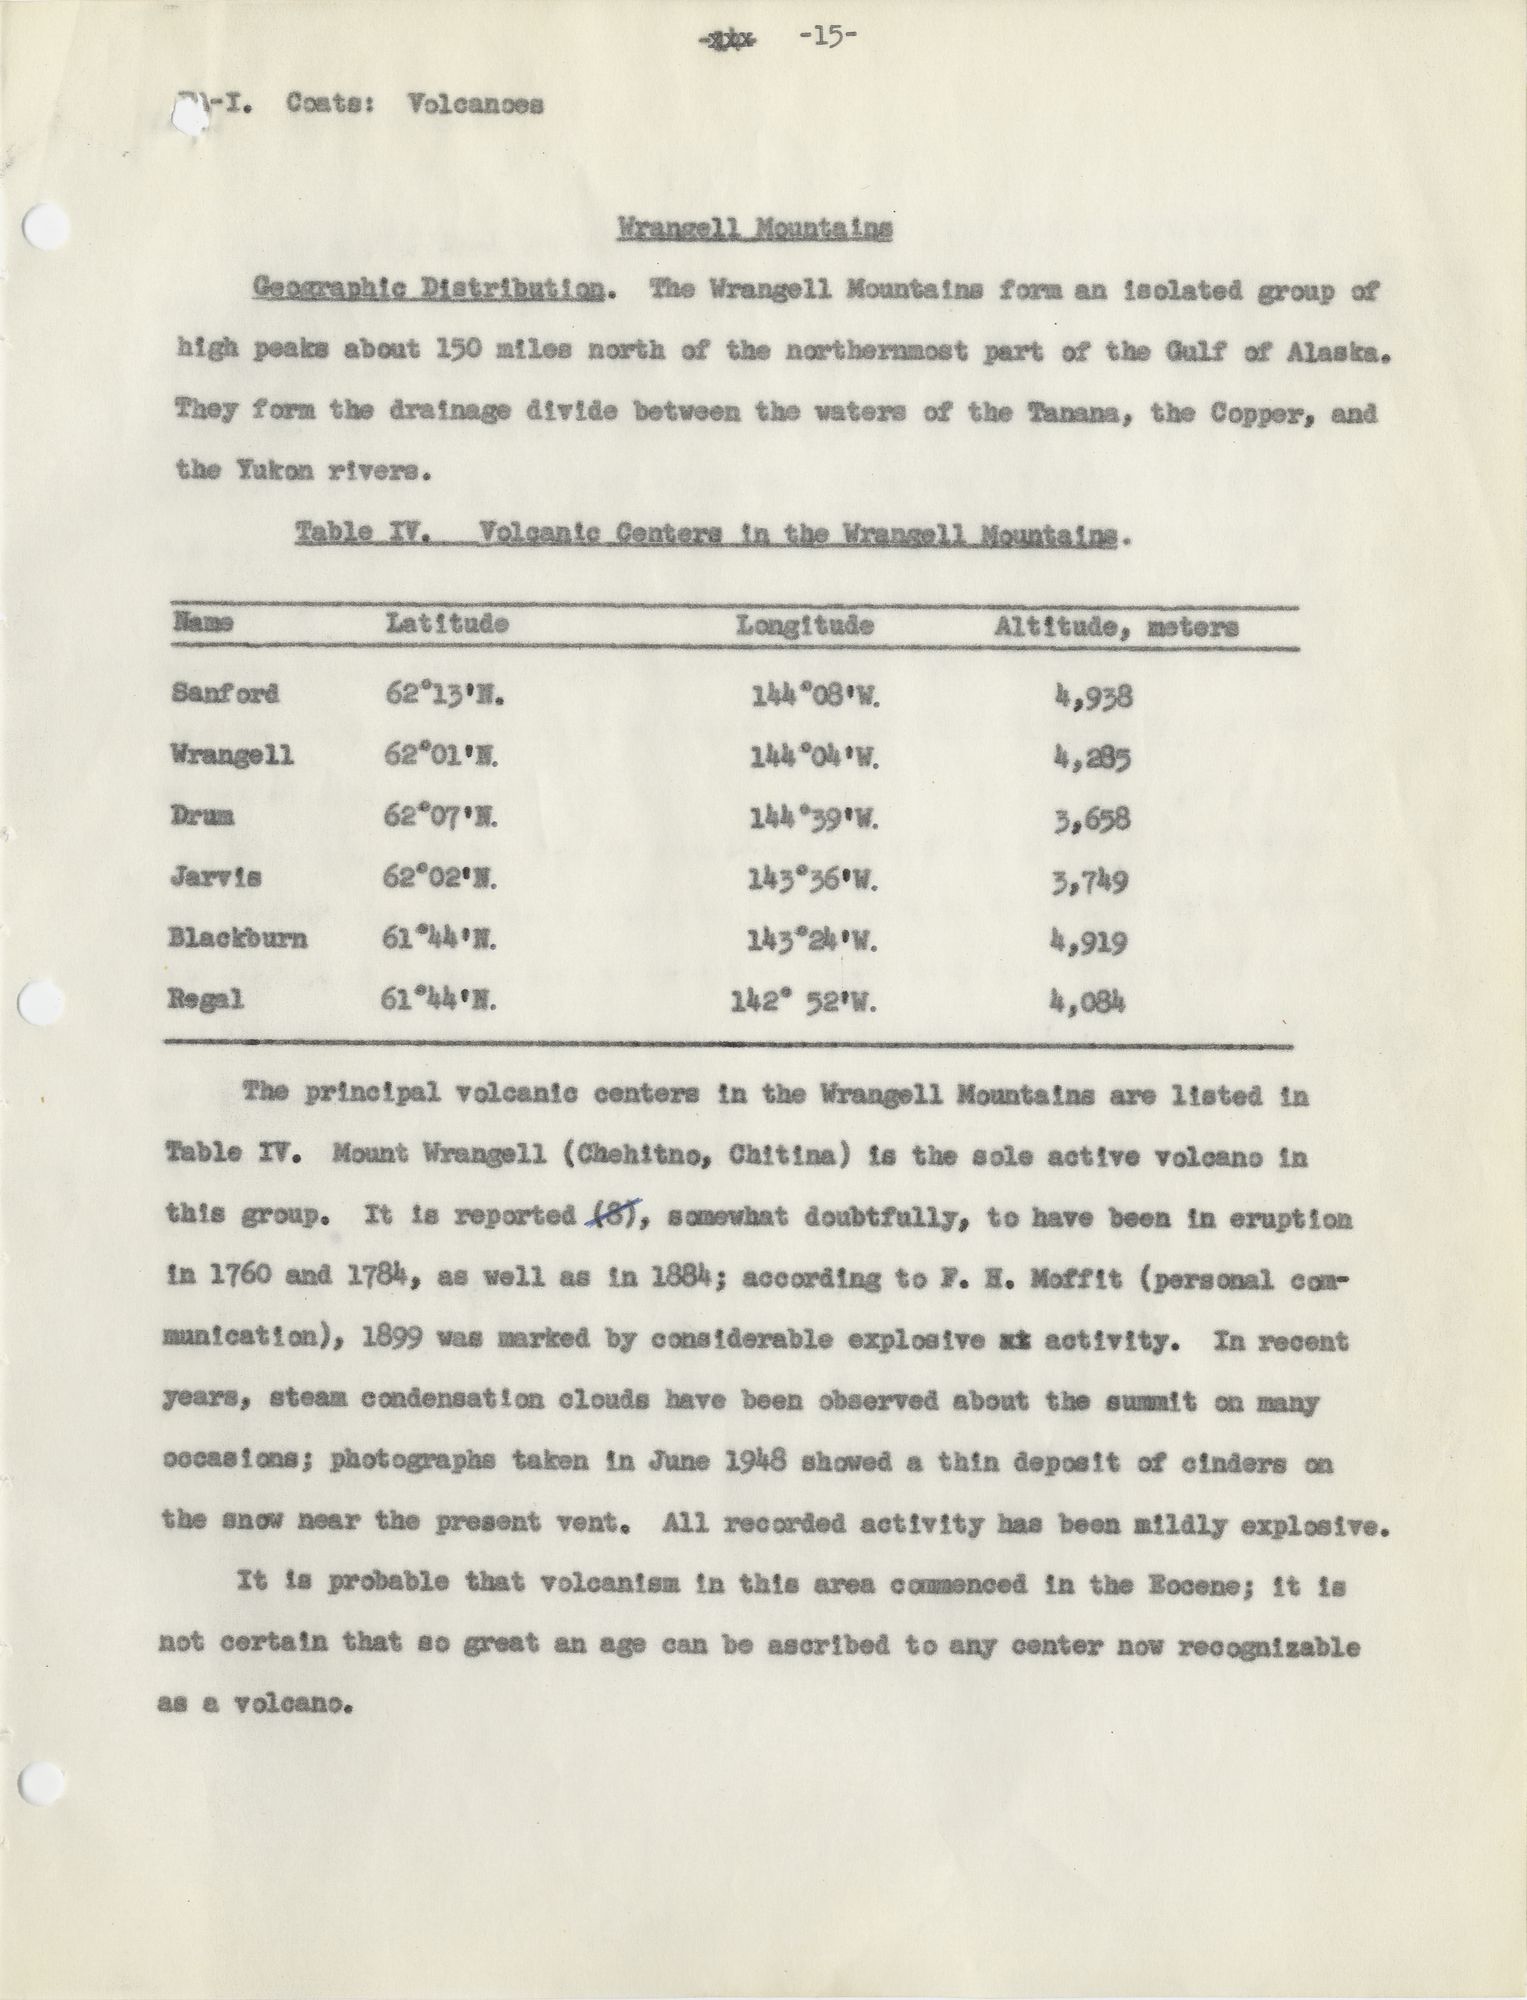 -15-
-I. Coats: Volcanoes
Wrangell Mountains
Geographic Distribution. The Wrangell Mountains form an isolated group of
high peaks about 150 miles north of the northernmost part of the Gulf of Alaska.
They form the drainage divide between the waters of the Tanana, the Copper, and
the Yukon rivers.
Table IV. Volcanic Centers in the Wrangell Mountains.
Name Latitude Longitude Altitude, meters
Sanford 62°13'N. 144°08'W. 4,938
Wrangell 62°01'N. 144°04'W. 4,285
Drum 62°07'N. 144°39'W. 3,658
Jarvis 62°02'N. 143°36'W. 3,749
Blackburn 61°44'N. 143°24'W. 4,919
Regal 61°44'N. 142° 52'W. 4,084
The principal volcanic centers in the Wrangell Mountains are listed in
Table IV. Mount Wrangell (Chehitno, Chitina) is the sole active volcano in
this group. It is reported (8), somewhat doubtfully, to have been in eruption
in 1760 and 1784, as well as in 1884; according to F. H. Moffit (personal com-
munication), 1899 was marked by considerable explosive activity. In recent
years, steam condensation clouds have been observed about the summit on many
occasions; photographs taken in June 1948 showed a thin deposit of cinders on
the snow near the present vent. All recorded activity has been mildly explosive.
It is probable that volcanism in this area commenced in the Eocene; it is
not certain that so great an age can be ascribed to any center now recognizable
as a volcano.